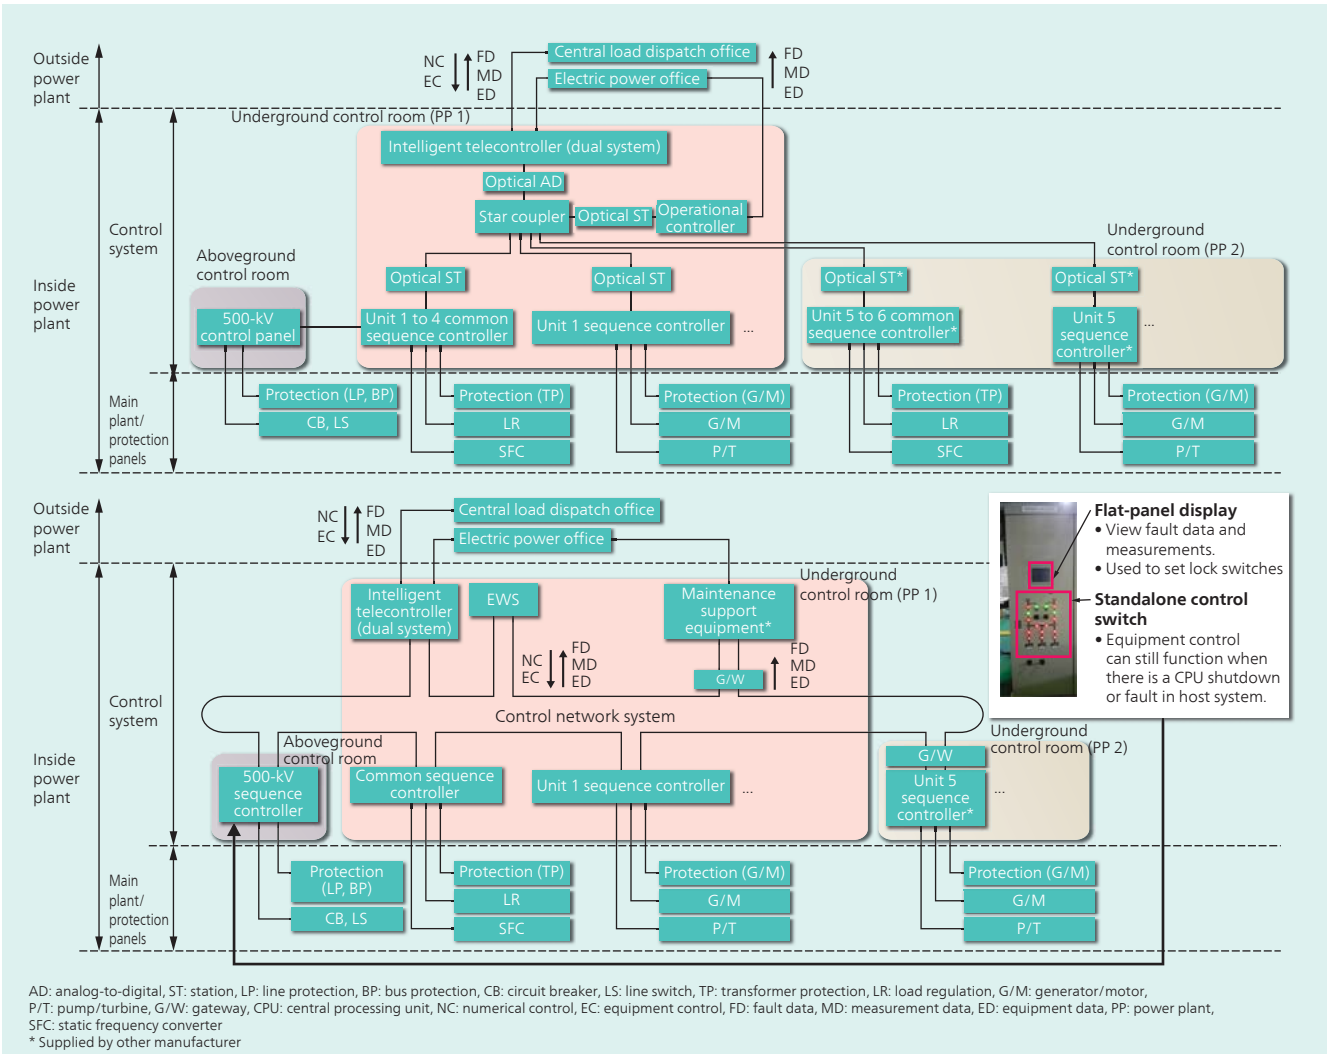 Outside
power
plant
NC
EC
FD
MD
ED
Central load dispatch office
Electric power office
FD
MD
ED
Underground control room (PP 1)
Intelligent telecontroller (dual system)
Optical AD
Star coupler
Optical ST
Operational
controller
Inside
power
plant
Control
system
Aboveground
control room
Underground
control room (PP 2)
Optical ST
Optical ST
Optical ST*
Optical ST*
500-kV
control panel
Unit 1 to 4 common
sequence controller
Unit 1 sequence controller
...
Unit 5 to 6 common
sequence controller*
Unit 5
sequence
controller*
...
Main
plant/
protection
panels
Protection (LP, BP)
CB, LS
Protection (TP)
LR
SFC
Protection (G/M)
G/M
P/T
Protection (TP)
LR
SFC
Protection (G/M)
G/M
P/T
Outside
power
plant
NC
EC
FD
MD
ED
Central load dispatch office
Electric power office
Flat-panel display
• View fault data and
measurements.
• Used to set lock switches
Standalone control
switch
• Equipment control
can still function when
there is a CPU shutdown
or fault in host system.
Underground
control room (PP 1)
Intelligent
telecontroller
(dual system)
EWS
Maintenance
support
equipment*
NC
EC
FD
MD
ED
G/W
FD
MD
ED
Inside
power
plant
Control
system
Control network system
Aboveground
control room
Underground
control room (PP 2)
500-kV
sequence
controller
Common sequence
controller
Unit 1 sequence controller
...
G/W
Unit 5
sequence
controller*
...
Main
plant/
protection
panels
Protection
(LP, BP)
CB, LS
Protection (TP)
LR
SFC
Protection (G/M)
G/M
P/T
Protection (G/M)
G/M
P/T
AD: analog-to-digital, ST: station, LP: line protection, BP: bus protection, CB: circuit breaker, LS: line switch, TP: transformer protection, LR: load regulation, G/M: generator/motor,
P/T: pump/turbine, G/W: gateway, CPU: central processing unit, NC: numerical control, EC: equipment control, FD: fault data, MD: measurement data, ED: equipment data, PP: power plant,
SFC: static frequency converter
* Supplied by other manufacturer